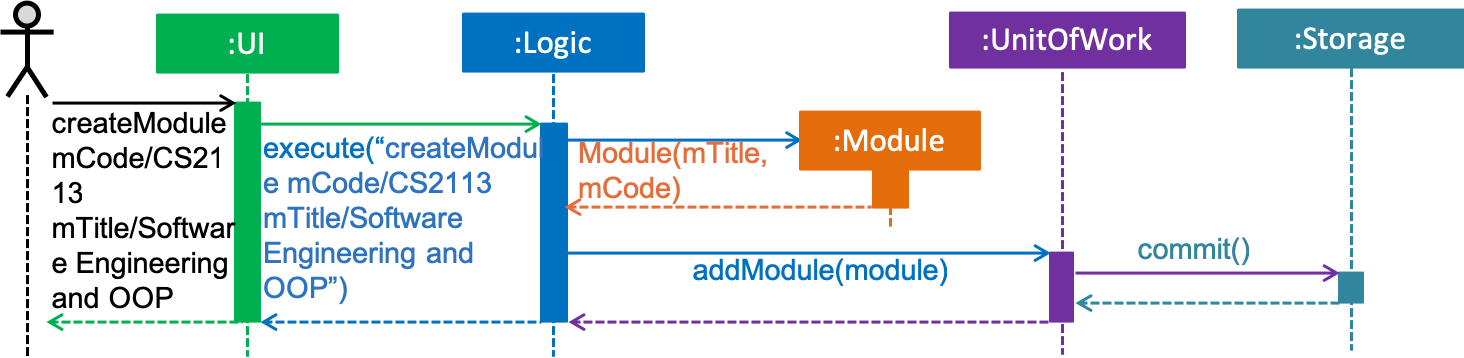 :UI
:Logic
:UnitOfWork
:Storage
createModule
mCode/CS21
13
mTitle/Softwar
e Engineering
and OOP
execute(“createModul
e mCode/CS2113
mTitle/Software
Engineering and
OOP”)
Module(mTitle,
mCode)
:Module
addModule(module)
commit()